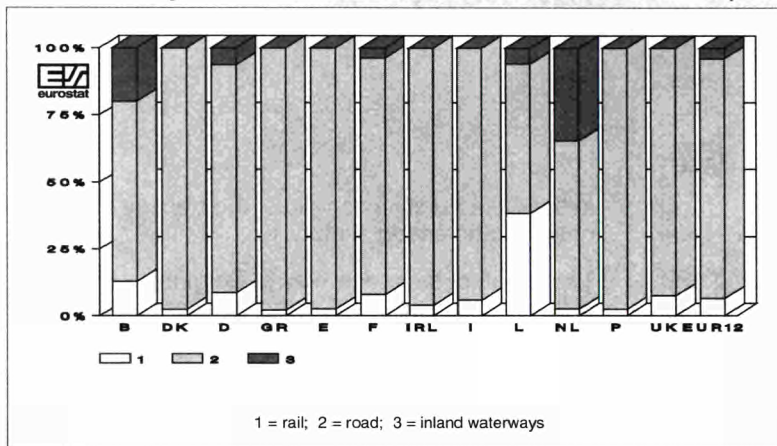 100%
eurostat
75%
50%
25%
0%
B DK D GR E F IRL I L NL P UK EUR12
1 2 3
1 = rail; 2 = road; 3 = inland waterways